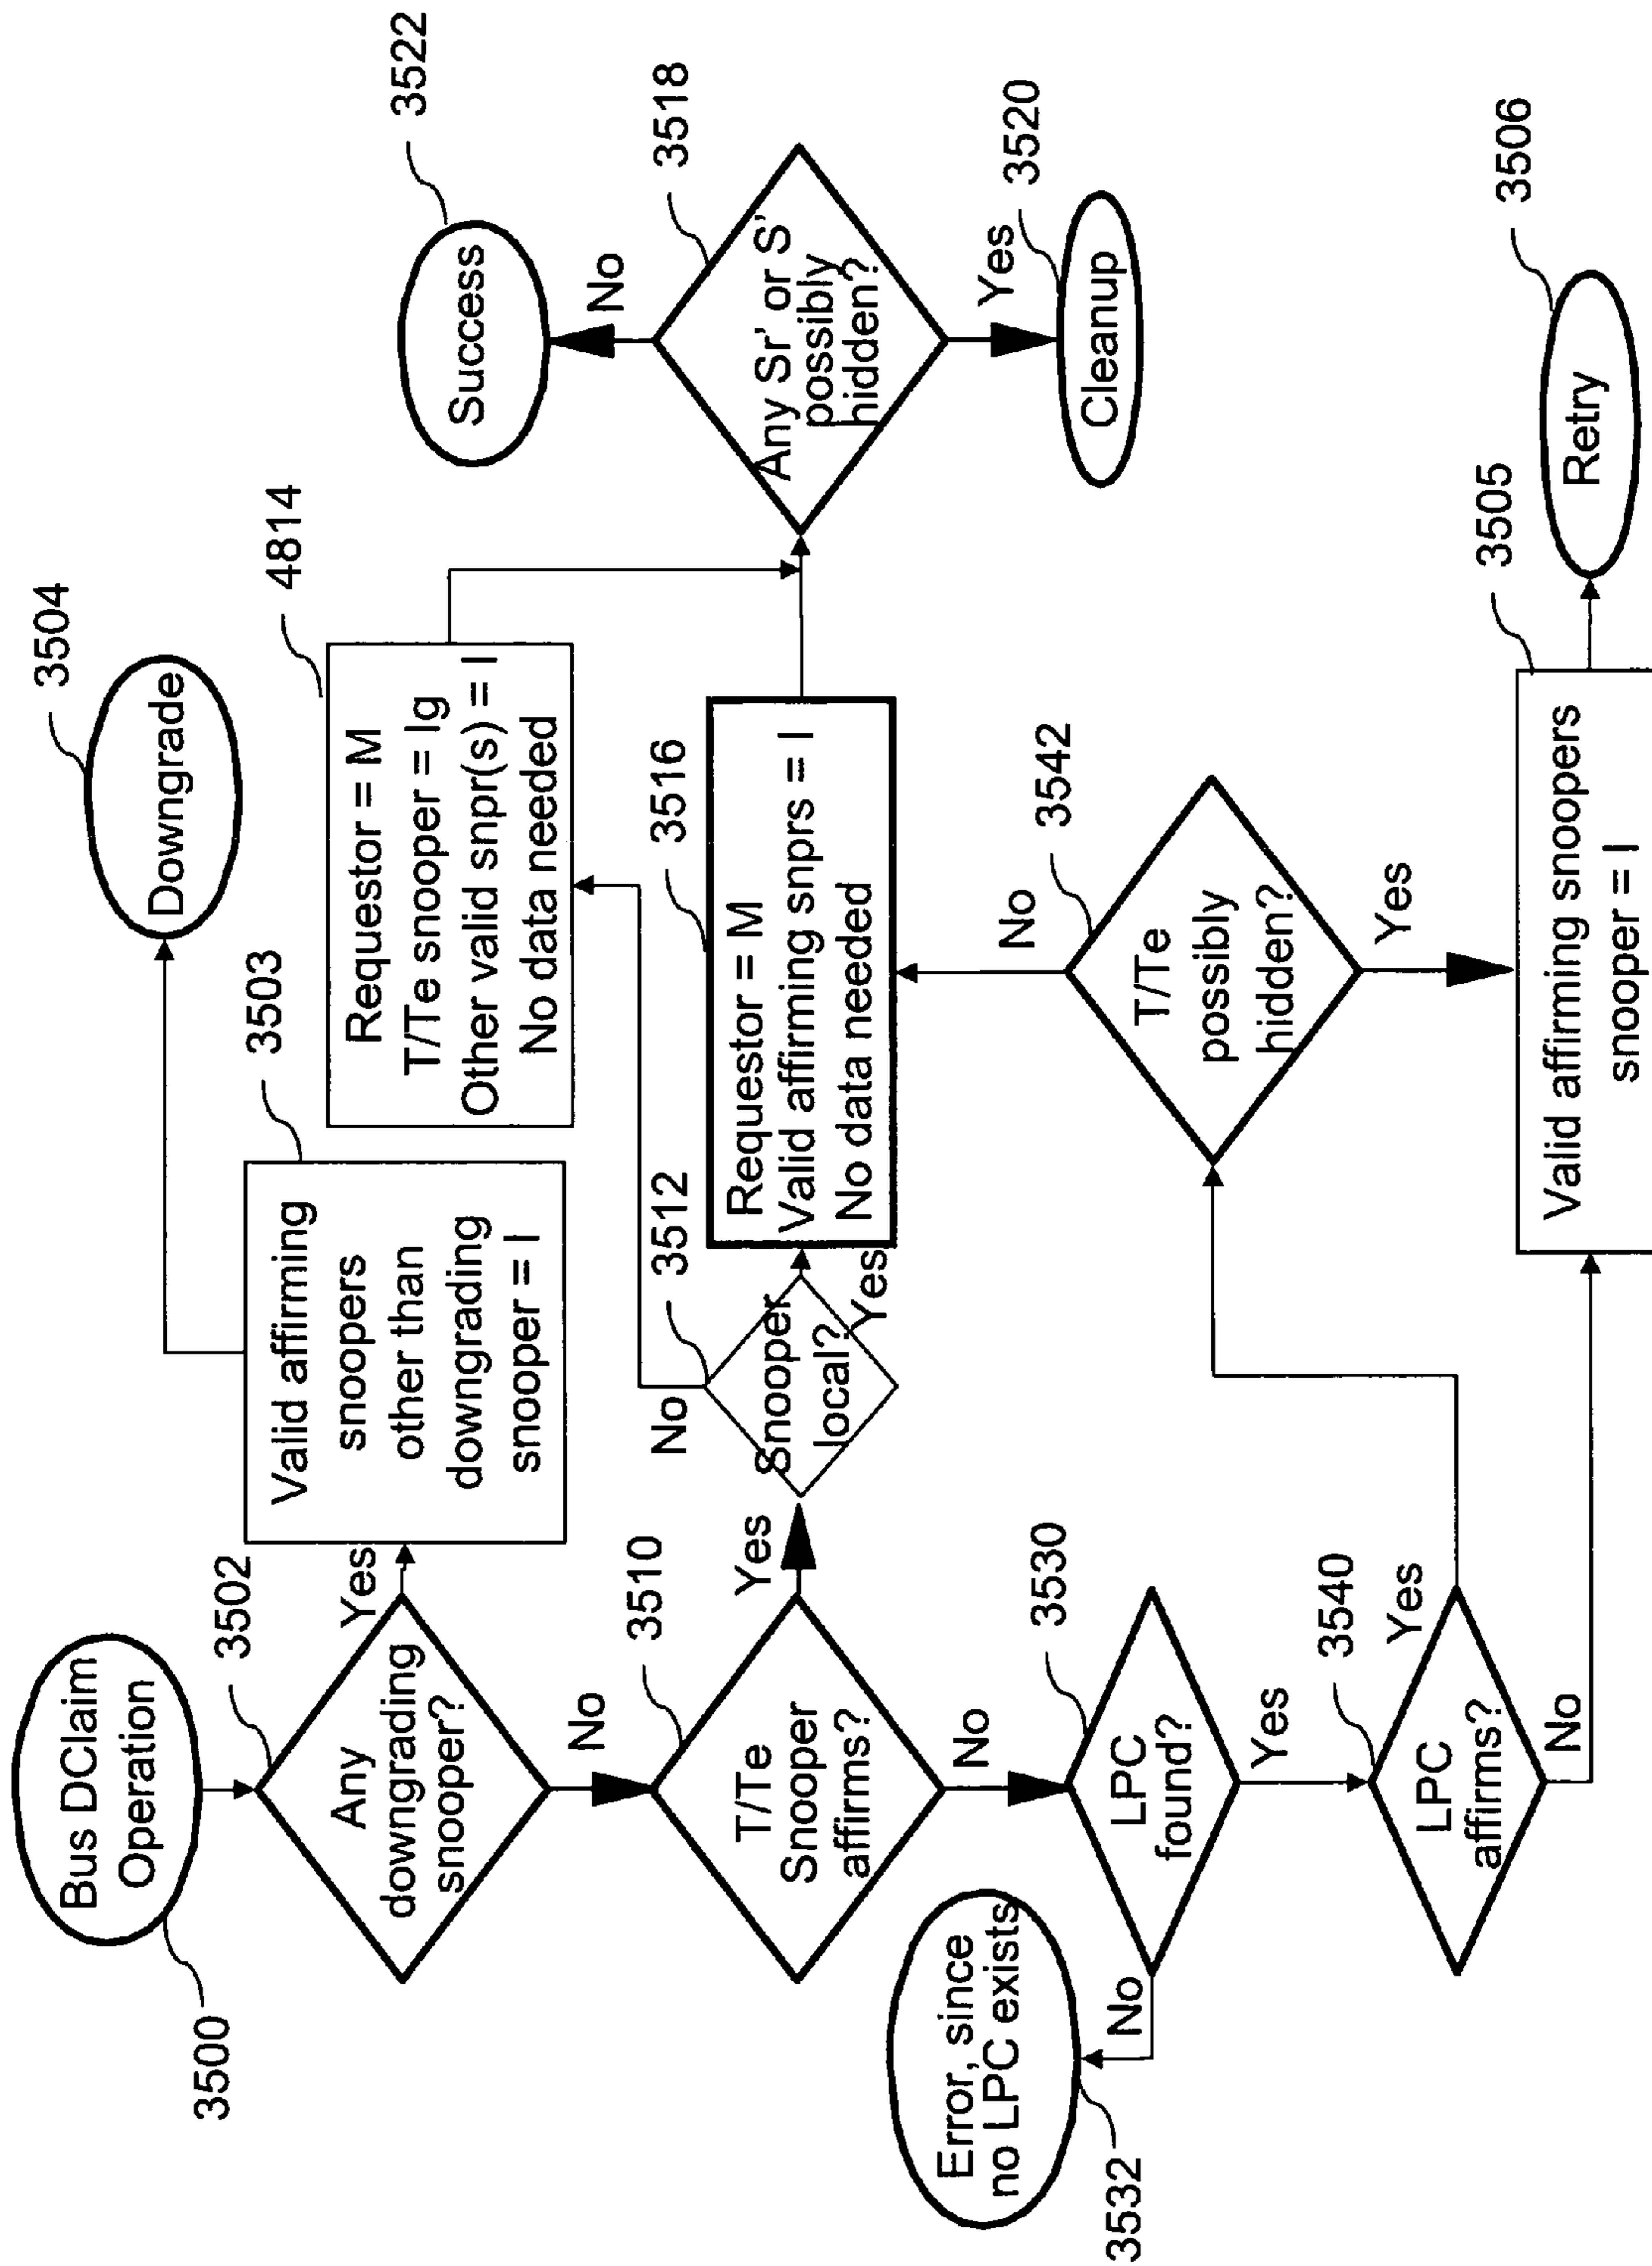 Bus DClaim
Operation
3500
Any
downgrading
snooper?
3502
Yes
No
Valid affirming
snoopers
other than
downgrading
snooper = I
3503
Downgrade
3504
T/Te
Snooper
affirms?
3510
Yes
No
Snooper
local?
3512
No
Yes
Requestor = M
T/Te snooper = Ig
Other valid snpr(s) = I
No data needed
4814
Requestor = M
Valid affirming snprs = I
No data needed
3516
Any Sr' or S'
possibly
hidden?
3518
No
Success
3522
Yes
Cleanup
3520
LPC
found?
3530
No
Error, since
no LPC exists
3532
Yes
LPC
affirms?
3540
Yes
No
T/Te
possibly
hidden?
3542
No
Yes
Valid affirming snoopers
snooper = I
3505
Retry
3506